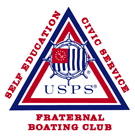 SELF EDUCATION
CIVIC SERVICE
USPS®
FRATERNAL
BOATING CLUB